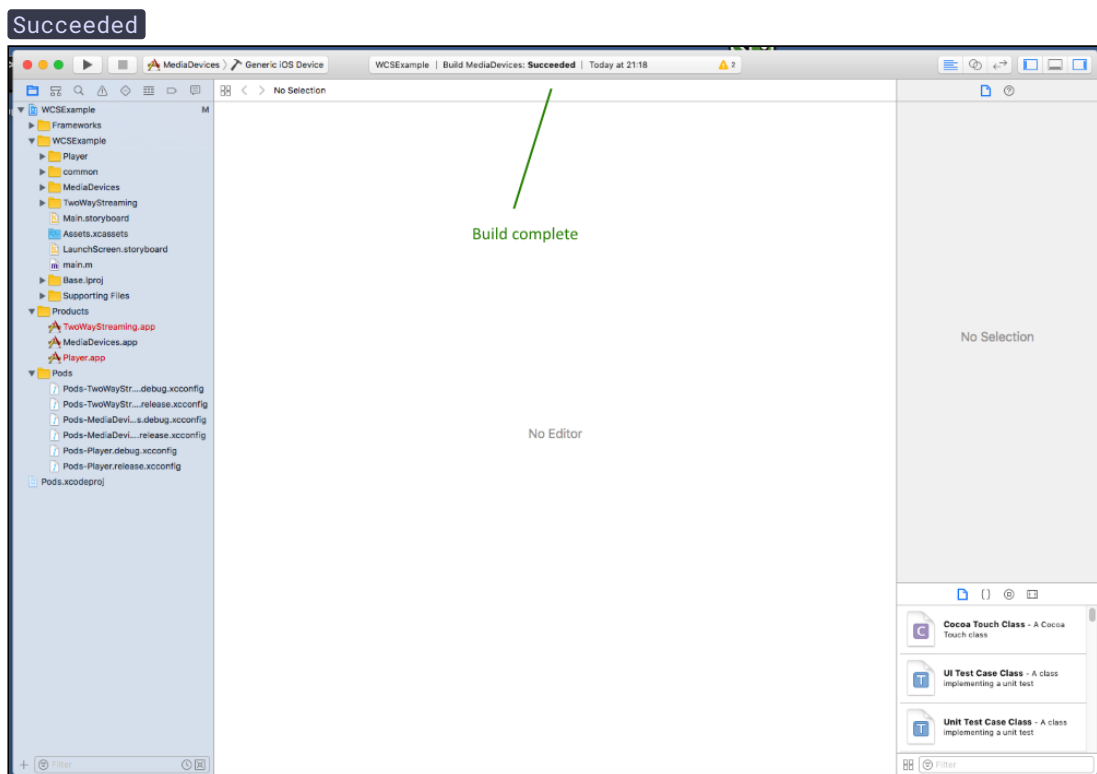 Succeeded
MediaDevices
Generic iOS Device
WCSExample | Build MediaDevices: Succeeded | Today at 21:18
2
No Selection
WCSExample
M
Frameworks
WCSExample
Player
common
MediaDevices
TwoWayStreaming
Main.storyboard
Assets.xcassets
LaunchScreen.storyboard
m main.m
Base.lproj
Supporting Files
Products
TwoWayStreaming.app
MediaDevices.app
Player.app
Pods
Pods-TwoWayStr....debug.xcconfig
Pods-TwoWayStr....release.xcconfig
Pods-MediaDevi...s.debug.xcconfig
Pods-MediaDevi....release.xcconfig
Pods-Player.debug.xcconfig
Pods-Player.release.xcconfig
Pods.xcodeproj
Filter
Build complete
No Editor
No Selection
{ }
C
Cocoa Touch Class - A Cocoa
Touch class
T
UI Test Case Class - A class
implementing a unit test
T
Unit Test Case Class - A class
implementing a unit test
Filter